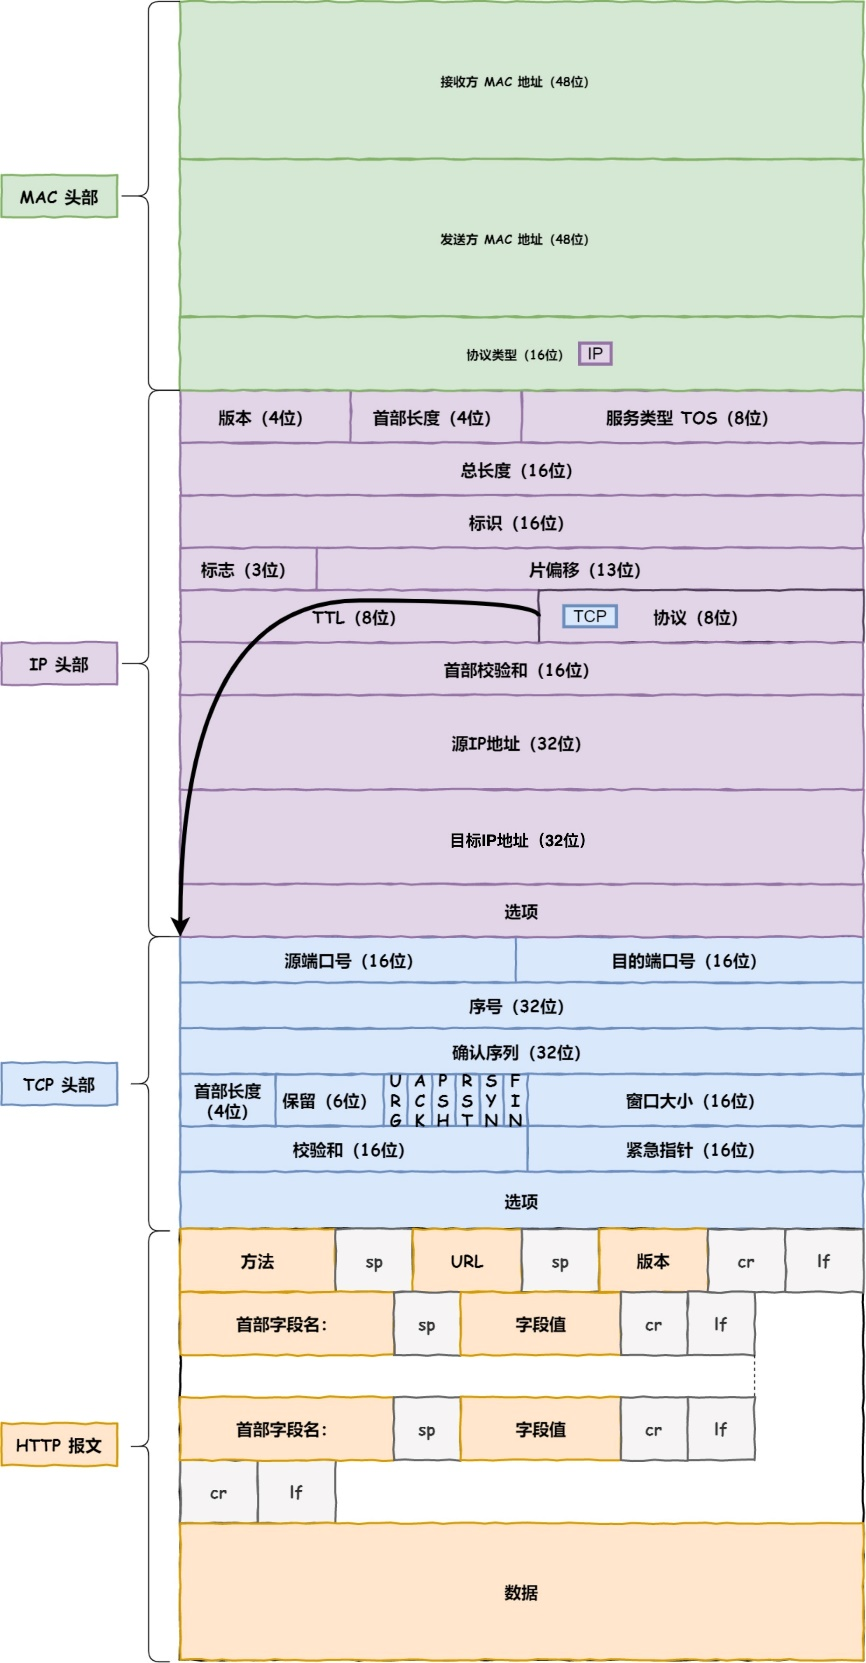 接收方 MAC 地址（48位）
MAC 头部
发送方 MAC 地址（48位）
协议类型（16位） IP
版本（4位） 首部长度（4位） 服务类型 TOS（8位）
总长度（16位）
标识（16位）
标志（3位） 片偏移（13位）
TTL（8位） TCP 协议（8位）
IP 头部
首部校验和（16位）
源IP地址（32位）
目标IP地址（32位）
选项
源端口号（16位） 目的端口号（16位）
序号（32位）
确认序列（32位）
TCP 头部
首部长度
（4位）
保留（6位） URG ACK PSH RST SYN FIN 窗口大小（16位）
校验和（16位） 紧急指针（16位）
选项
方法 sp URL sp 版本 cr lf
首部字段名： sp 字段值 cr lf
首部字段名： sp 字段值 cr lf
HTTP 报文
cr lf
数据